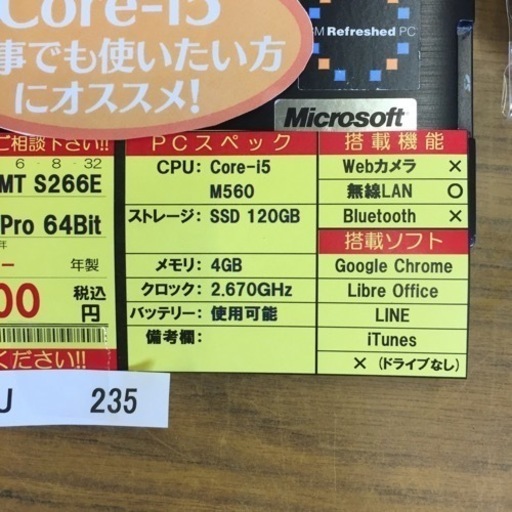 Core-i5
事でも使いたい方
にオススメ!
Refreshed PC
Microsoft
ご相談下さい!!
6・8・32
MT S266E
Pro 64Bit
年製
00 税込
円
ください!!
235
PCスペック
CPU: Core-i5
M560
ストレージ: SSD 120GB
メモリ: 4GB
クロック: 2.670GHz
バッテリー: 使用可能
備考欄:
搭載機能
Webカメラ ×
無線LAN ○
Bluetooth ×
搭載ソフト
Google Chrome
Libre Office
LINE
iTunes
× (ドライブなし)